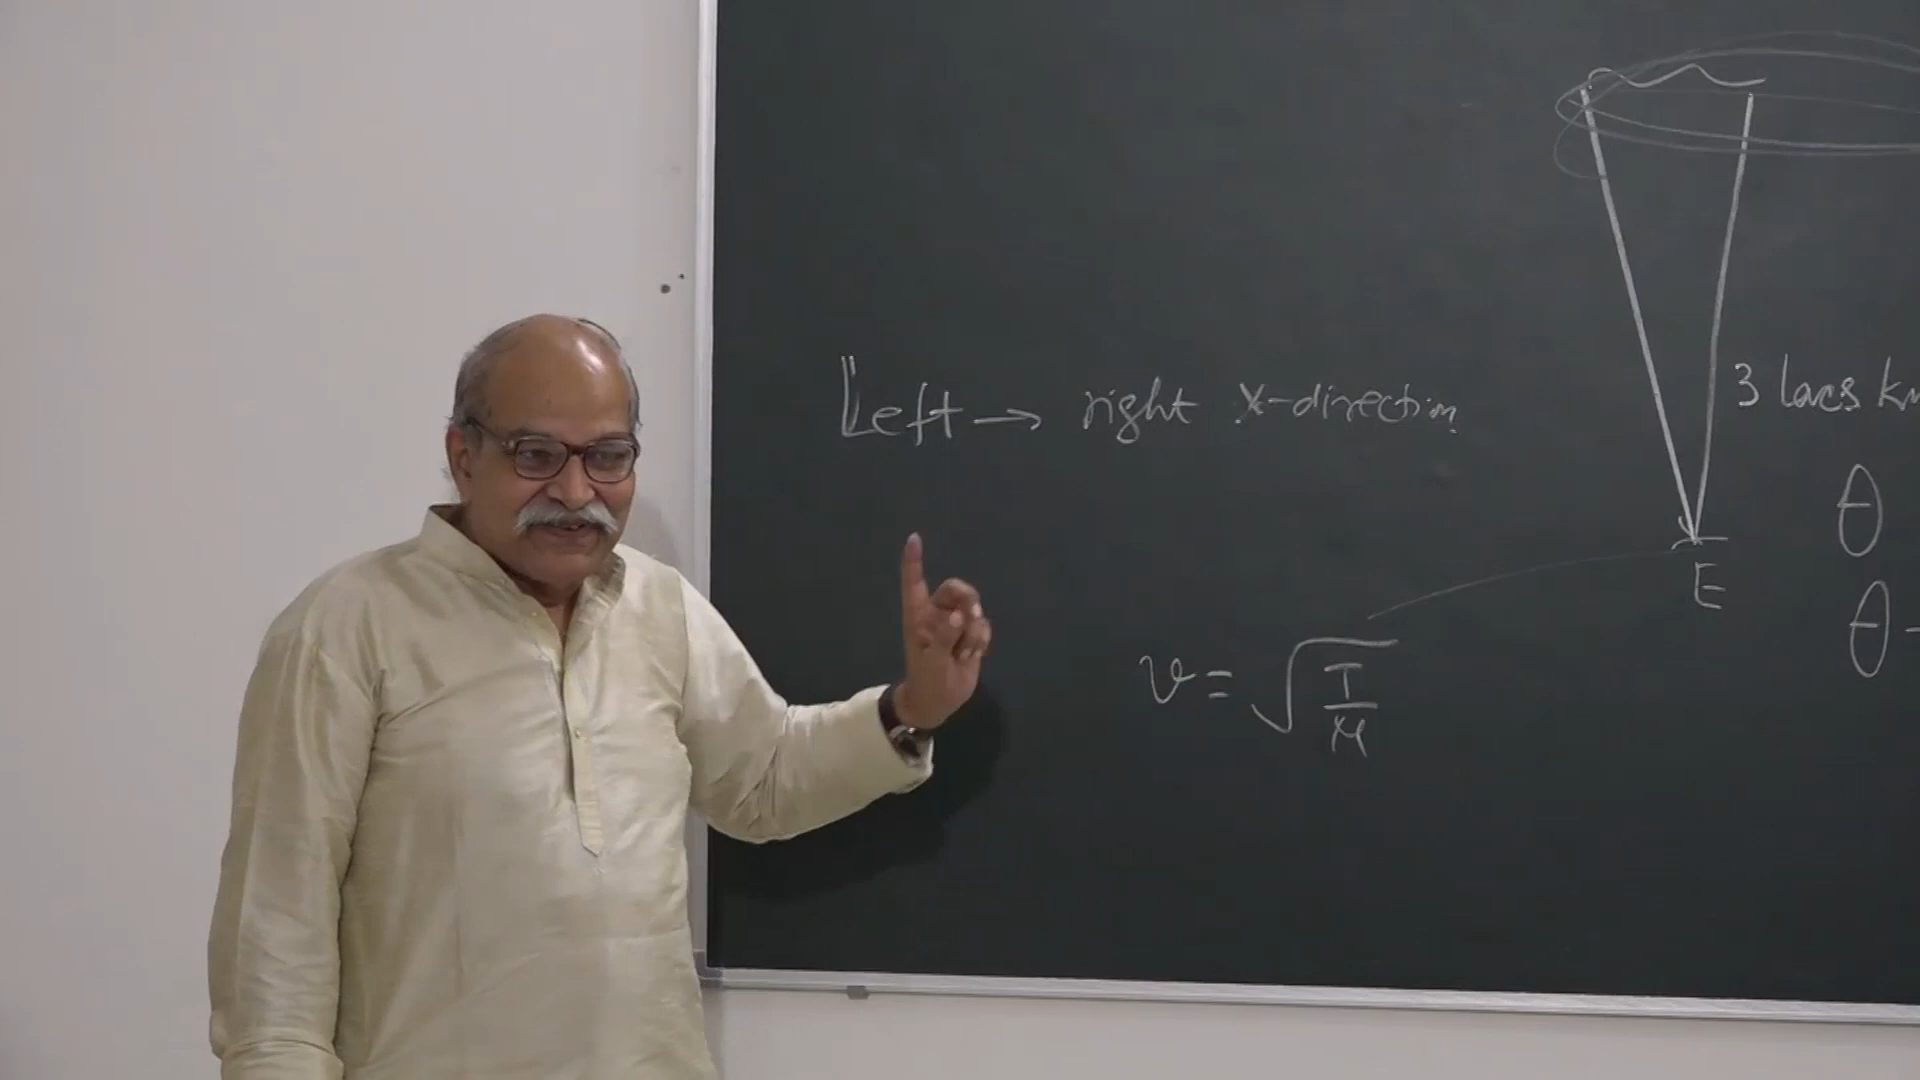 Left → right X-direction
3 lacs km
θ
E
θ -
v = √(T/μ)